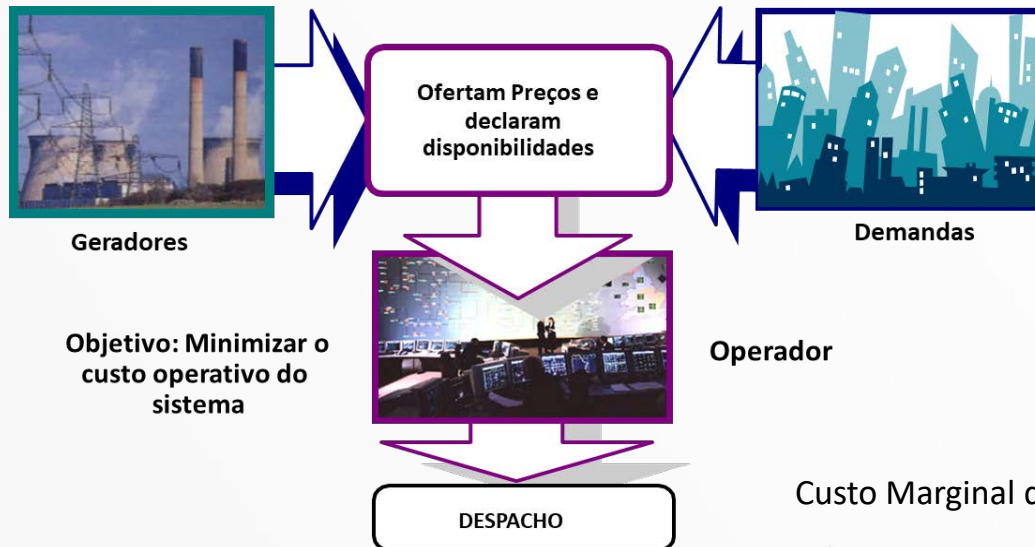 Ofertam Preços e
declaram
disponibilidades
Geradores
Demandas
Objetivo: Minimizar o
custo operativo do
sistema
Operador
Custo Marginal
DESPACHO